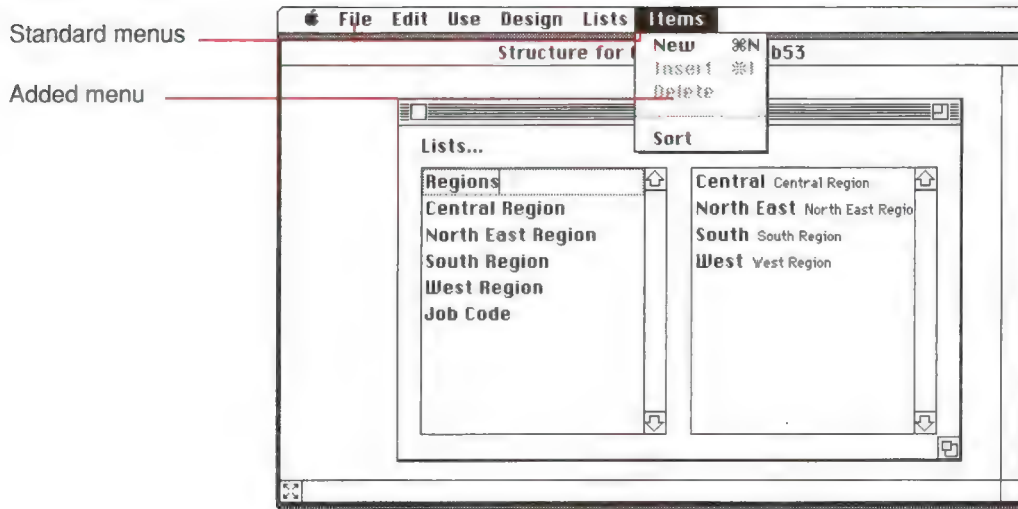 Standard menus
Added menu
File Edit Use Design Lists Items
Structure for
b53
New ⌘N
Insert ⌘I
Delete
Sort
Lists...
Regions
Central Region
North East Region
South Region
West Region
Job Code
Central Central Region
North East North East Regio
South South Region
West West Region